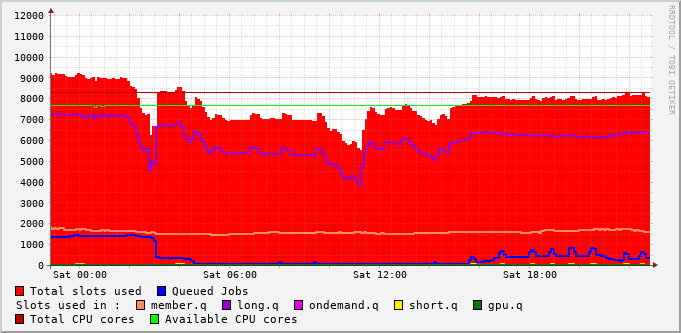 12000
11000
10000
9000
8000
7000
6000
5000
4000
3000
2000
1000
0
Sat 00:00 Sat 06:00 Sat 12:00 Sat 18:00
Total slots used Queued Jobs
Slots used in : member.q long.q ondemand.q short.q gpu.q
Total CPU cores Available CPU cores
RRDTOOL / TOBI OETIKER